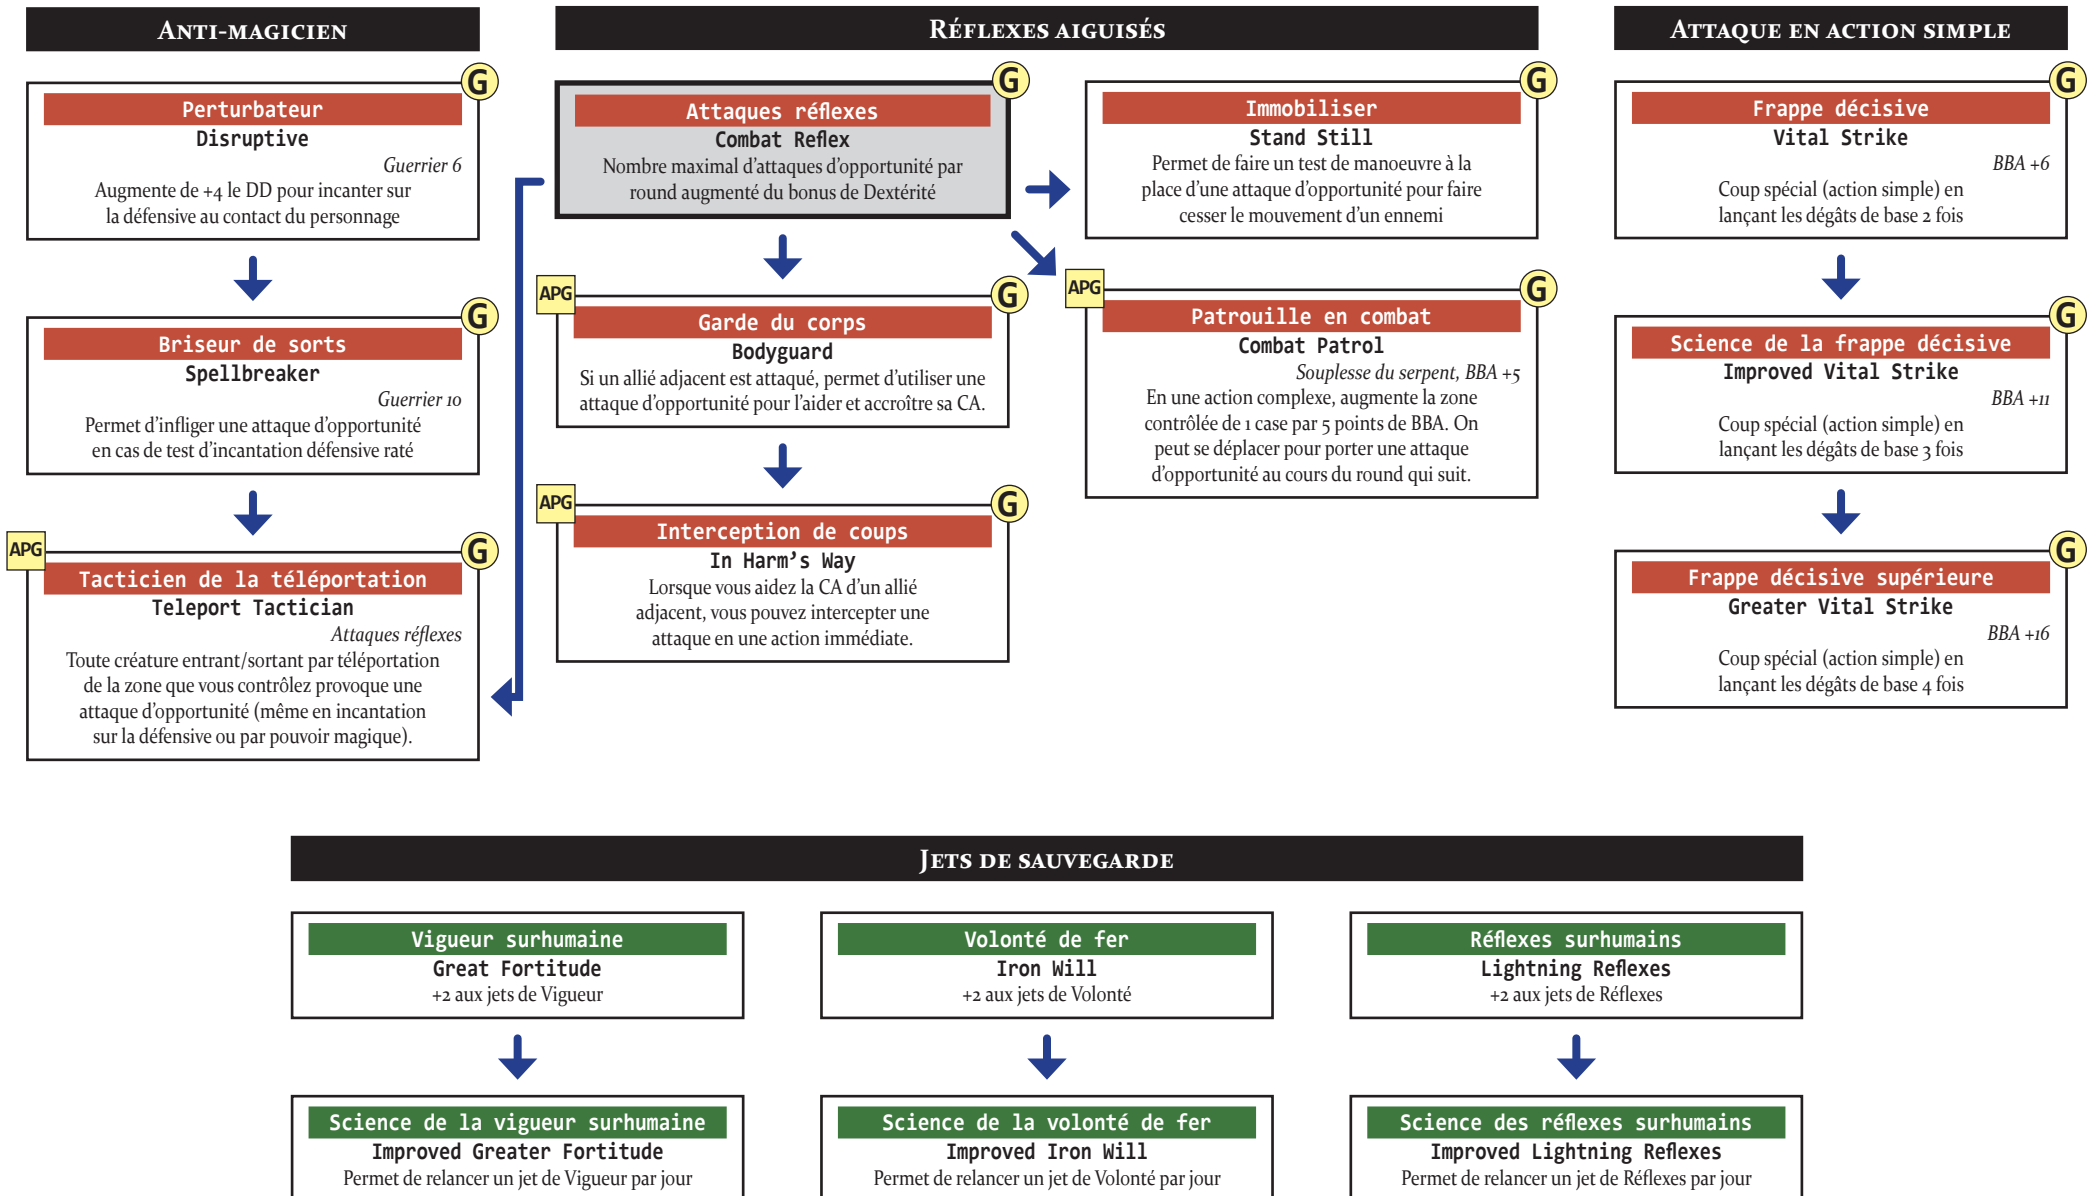 ANTI-MAGICIEN
G
Perturbateur
Disruptive
Guerrier 6
Augmente de +4 le DD pour incanter sur
la défensive au contact du personnage
G
Briseur de sorts
Spellbreaker
Guerrier 10
Permet d'infliger une attaque d'opportunité
en cas de test d'incantation défensive raté
APG
G
Tacticien de la téléportation
Teleport Tactician
Attaques réflexes
Toute créature entrant/sortant par téléportation
de la zone que vous contrôlez provoque une
attaque d'opportunité (même en incantation
sur la défensive ou par pouvoir magique).
RÉFLEXES AIGUISÉS
G
Attaques réflexes
Combat Reflex
Nombre maximal d'attaques d'opportunité par
round augmenté du bonus de Dextérité
APG
G
Garde du corps
Bodyguard
Si un allié adjacent est attaqué, permet d'utiliser une
attaque d'opportunité pour l'aider et accroître sa CA.
APG
G
Interception de coups
In Harm's Way
Lorsque vous aidez la CA d'un allié
adjacent, vous pouvez intercepter une
attaque en une action immédiate.
G
Immobiliser
Stand Still
Permet de faire un test de manoeuvre à la
place d'une attaque d'opportunité pour faire
cesser le mouvement d'un ennemi
APG
G
Patrouille en combat
Combat Patrol
Souplesse du serpent, BBA +5
En une action complexe, augmente la zone
contrôlée de 1 case par 5 points de BBA. On
peut se déplacer pour porter une attaque
d'opportunité au cours du round qui suit.
ATTAQUE EN ACTION SIMPLE
G
Frappe décisive
Vital Strike
BBA +6
Coup spécial (action simple) en
lançant les dégâts de base 2 fois
G
Science de la frappe décisive
Improved Vital Strike
BBA +11
Coup spécial (action simple) en
lançant les dégâts de base 3 fois
G
Frappe décisive supérieure
Greater Vital Strike
BBA +16
Coup spécial (action simple) en
lançant les dégâts de base 4 fois
JETS DE SAUVEGARDE
Vigueur surhumaine
Great Fortitude
+2 aux jets de Vigueur
Science de la vigueur surhumaine
Improved Greater Fortitude
Permet de relancer un jet de Vigueur par jour
Volonté de fer
Iron Will
+2 aux jets de Volonté
Science de la volonté de fer
Improved Iron Will
Permet de relancer un jet de Volonté par jour
Réflexes surhumains
Lightning Reflexes
+2 aux jets de Réflexes
Science des réflexes surhumains
Improved Lightning Reflexes
Permet de relancer un jet de Réflexes par jour